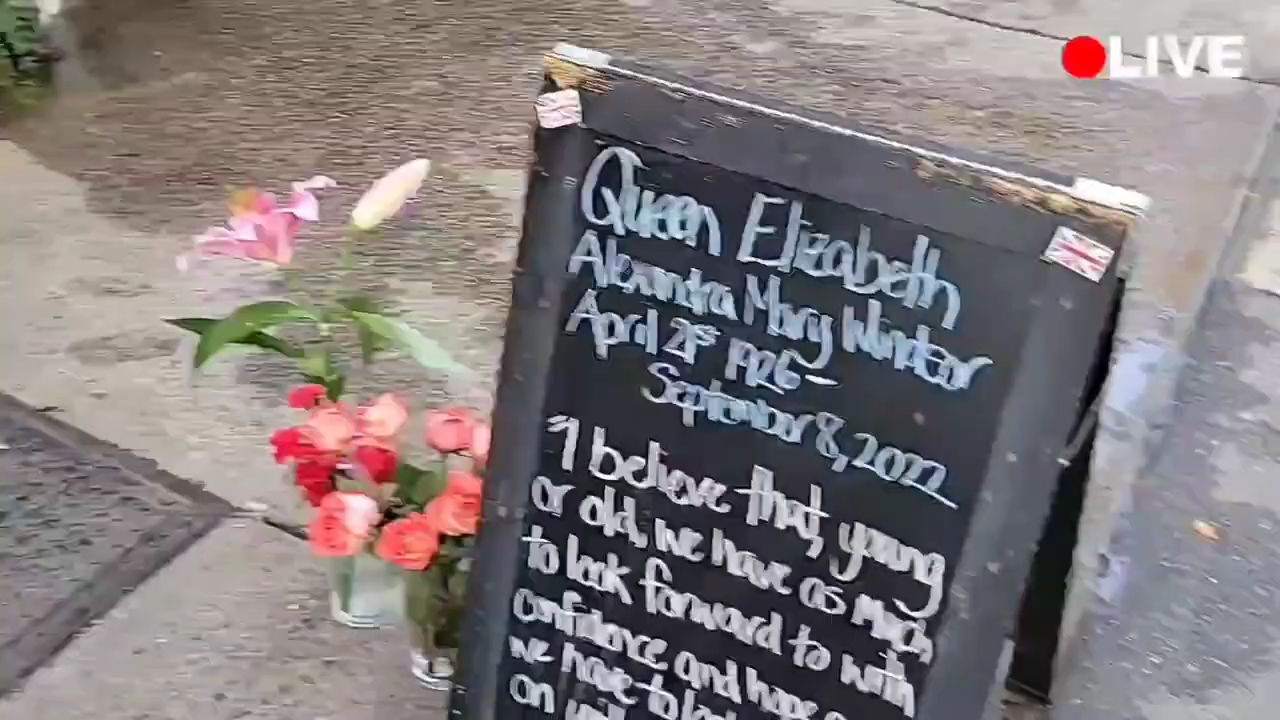 LIVE
Queen Elizabeth
Alexandra Mary Windsor
April 21st 1926 –
September 8, 2022
"I believe that, young
or old, we have as much
to look forward to with
confidence and hope
we have to look
on